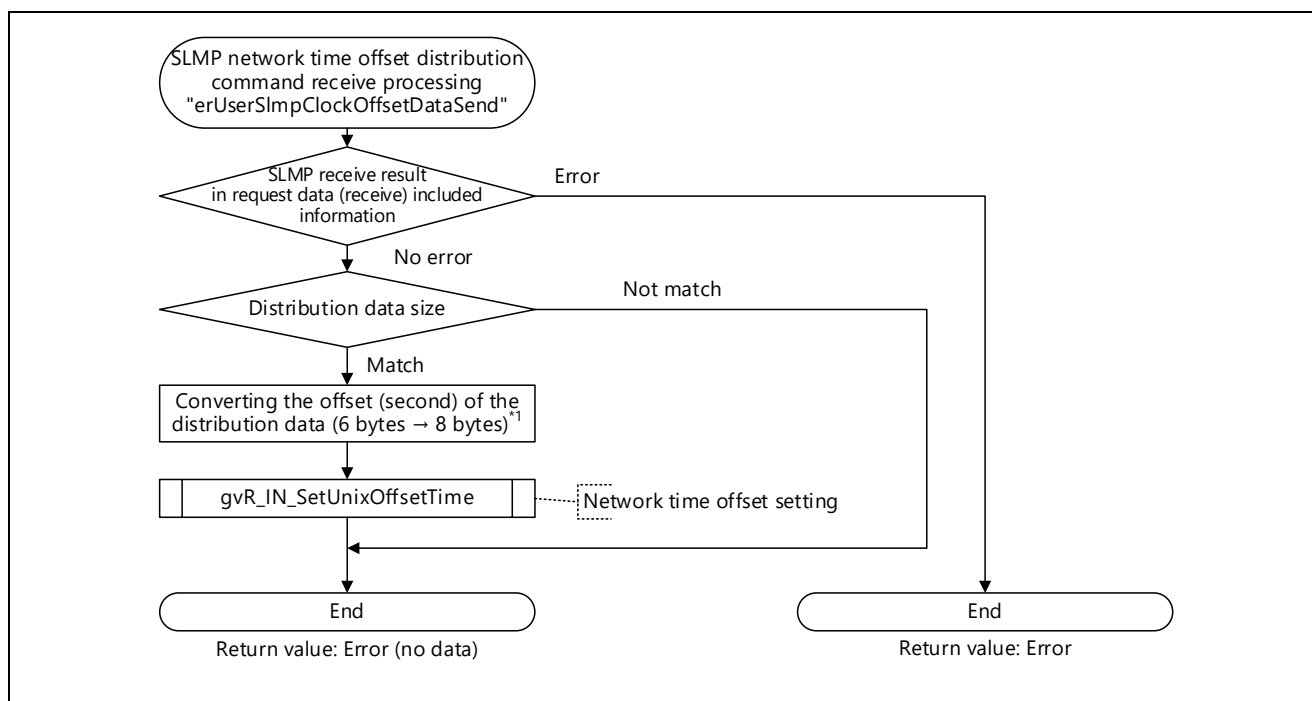 SLMP network time offset distribution
command receive processing
"erUserSlmpClockOffsetDataSend"
SLMP receive result
in request data (receive) included
information
Error
No error
Distribution data size
Not match
Match
Converting the offset (second) of the
distribution data (6 bytes → 8 bytes)*1
gvR_IN_SetUnixOffsetTime
Network time offset setting
End
Return value: Error (no data)
End
Return value: Error